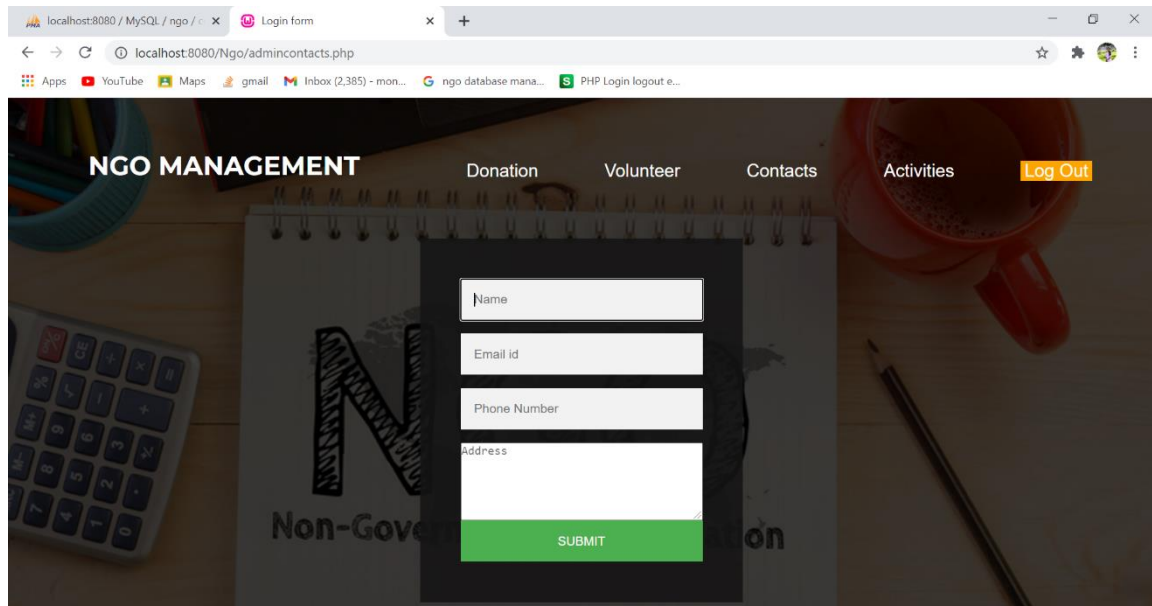 localhost:8080 / MySQL / ngo / c
Login form
localhost:8080/Ngo/admincontacts.php
Apps
YouTube
Maps
gmail
Inbox (2,385) - mon...
ngo database mana...
PHP Login logout e...
NGO MANAGEMENT
Donation
Volunteer
Contacts
Activities
Log Out
Name
Email id
Phone Number
Address
SUBMIT
Non-Gove